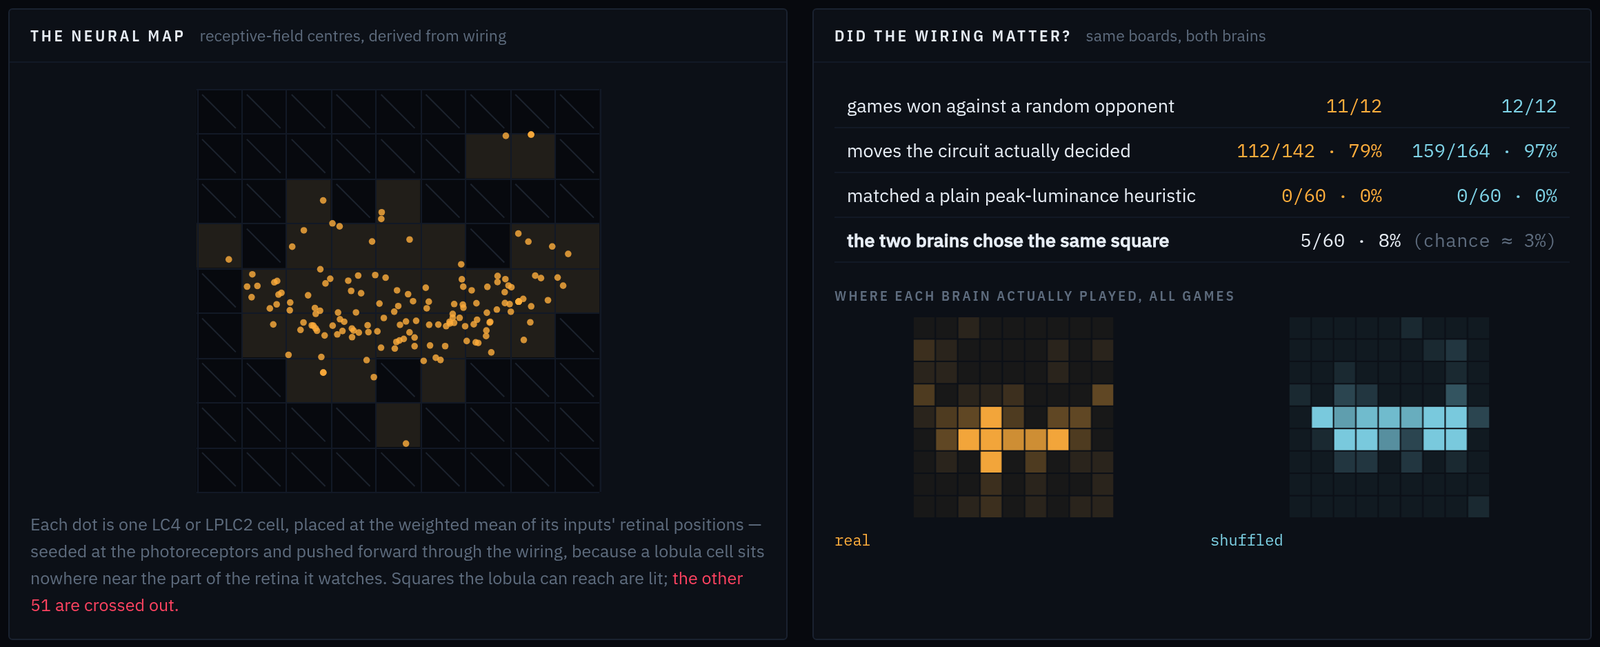 THE NEURAL MAP receptive-field centres, derived from wiring
Each dot is one LC4 or LPLC2 cell, placed at the weighted mean of its inputs' retinal positions —
seeded at the photoreceptors and pushed forward through the wiring, because a lobula cell sits
nowhere near the part of the retina it watches. Squares the lobula can reach are lit; the other
51 are crossed out.
DID THE WIRING MATTER? same boards, both brains
games won against a random opponent 11/12 12/12
moves the circuit actually decided 112/142 · 79% 159/164 · 97%
matched a plain peak-luminance heuristic 0/60 · 0% 0/60 · 0%
the two brains chose the same square 5/60 · 8% (chance ≈ 3%)
WHERE EACH BRAIN ACTUALLY PLAYED, ALL GAMES
real shuffled